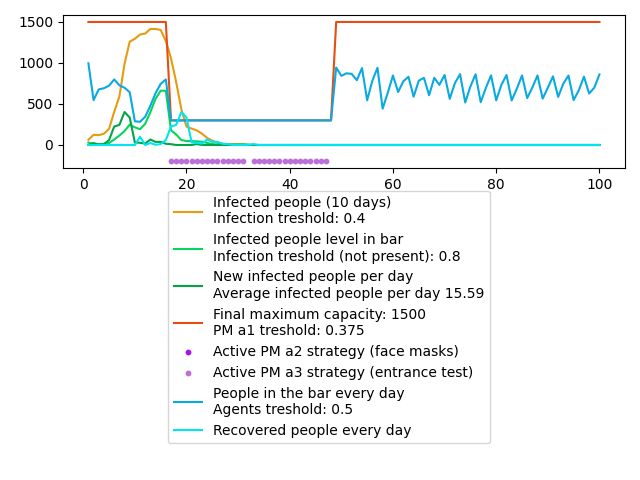 1500
1000
500
0
0 20 40 60 80 100
Infected people (10 days)
Infection treshold: 0.4
Infected people level in bar
Infection treshold (not present): 0.8
New infected people per day
Average infected people per day 15.59
Final maximum capacity: 1500
PM a1 treshold: 0.375
Active PM a2 strategy (face masks)
Active PM a3 strategy (entrance test)
People in the bar every day
Agents treshold: 0.5
Recovered people every day